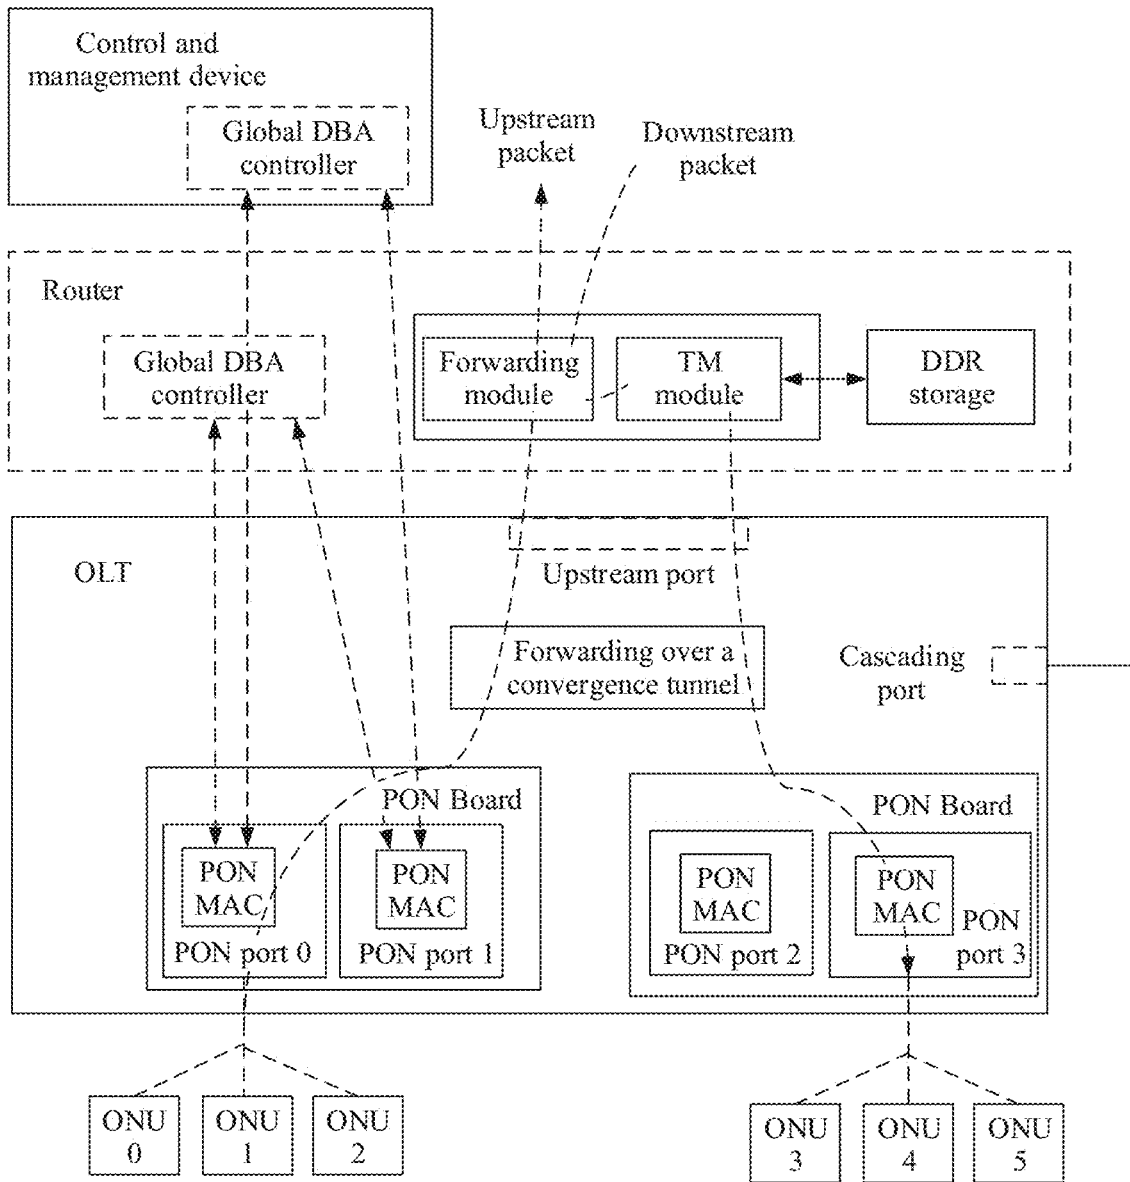 Control and
management device
Global DBA
controller
Upstream
packet
Downstream
packet
Router
Global DBA
controller
Forwarding
module
TM
module
DDR
storage
OLT
Upstream port
Forwarding over a
convergence tunnel
Cascading
port
PON Board
PON
MAC
PON port 0
PON
MAC
PON port 1
PON Board
PON
MAC
PON port 2
PON
MAC
PON
port 3
ONU
0
ONU
1
ONU
2
ONU
3
ONU
4
ONU
5